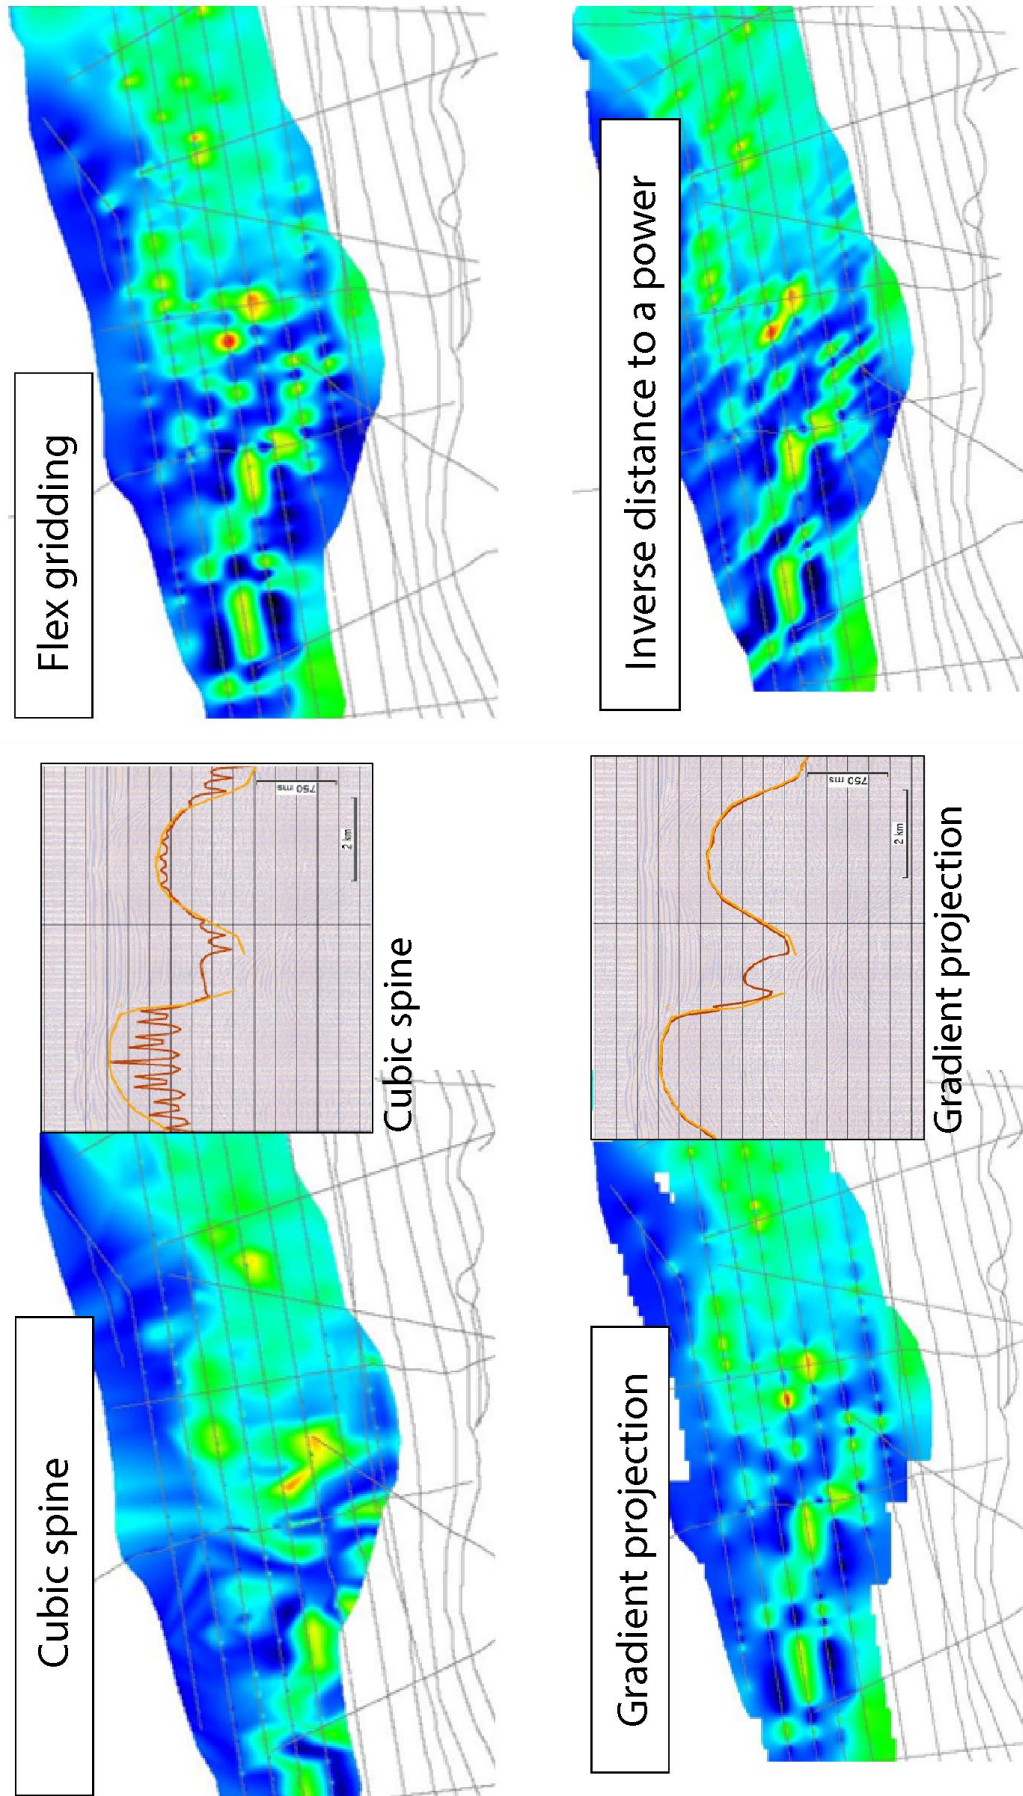 Cubic spine
Cubic spine
750 ms
2 km
Flex gridding
Gradient projection
Gradient projection
750 ms
2 km
Inverse distance to a power